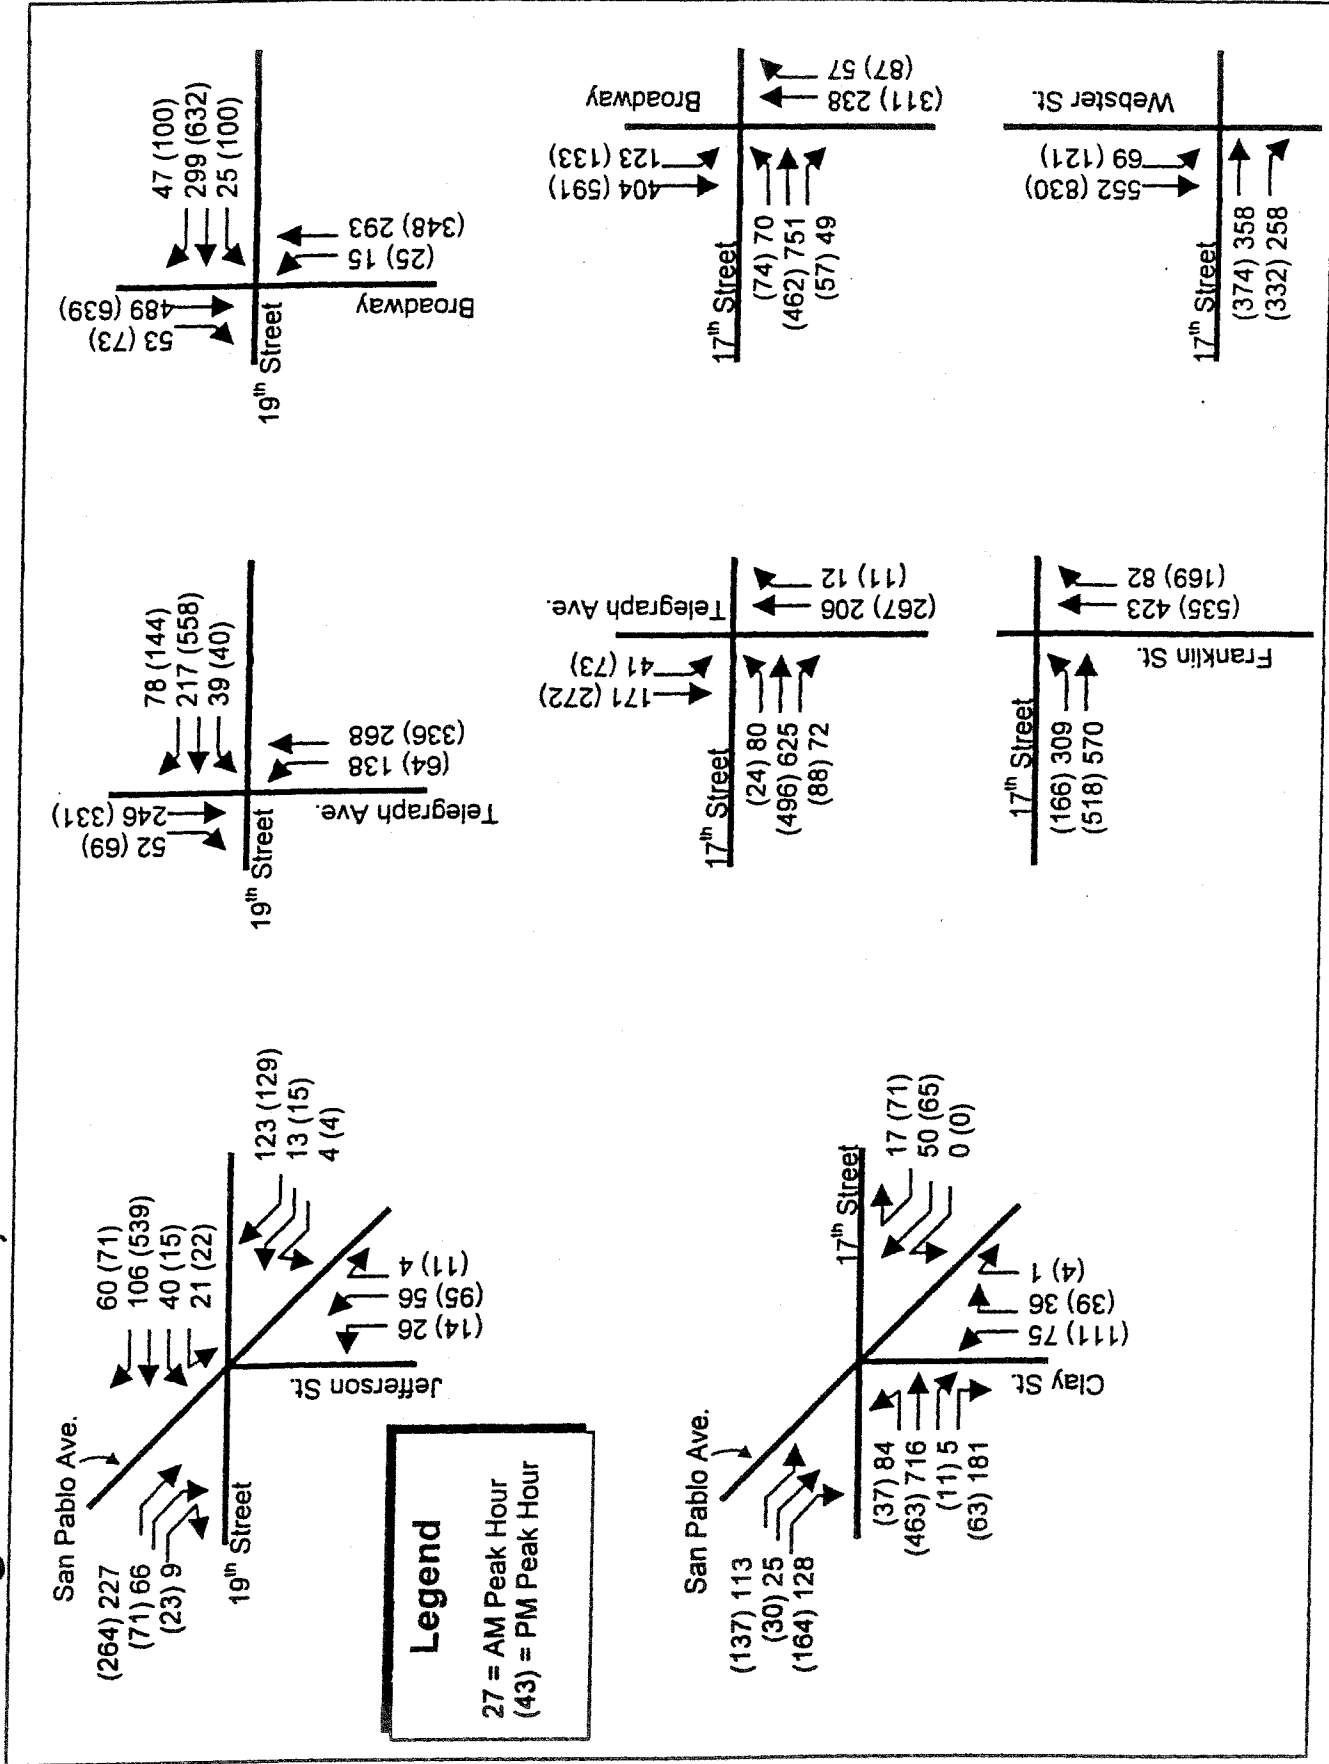 San Pablo Ave.
60 (71)
106 (539)
40 (15)
21 (22)
123 (129)
13 (15)
4 (4)
(264) 227
(71) 66
(23) 9
19th Street
Jefferson St.
(14) 26
(95) 56
(11) 4
52 (69)
246 (331)
78 (144)
217 (558)
39 (40)
19th Street
Telegraph Ave.
(64) 138
(336) 268
53 (73)
489 (639)
47 (100)
299 (632)
25 (100)
19th Street
Broadway
(25) 15
(348) 293
Legend
27 = AM Peak Hour
(43) = PM Peak Hour
San Pablo Ave.
(137) 113
(30) 25
(164) 128
17th Street
17 (71)
50 (65)
0 (0)
(37) 84
(463) 716
(11) 5
(63) 181
Clay St.
(111) 75
(39) 36
(4) 1
171 (272)
41 (73)
Telegraph Ave.
17th Street
(24) 80
(496) 625
(88) 72
(267) 206
(11) 12
404 (591)
123 (133)
Broadway
17th Street
(74) 70
(462) 751
(57) 49
(311) 238
(87) 57
17th Street
(166) 309
(518) 570
Franklin St.
(535) 423
(169) 82
552 (830)
69 (121)
Webster St.
17th Street
(374) 358
(332) 258